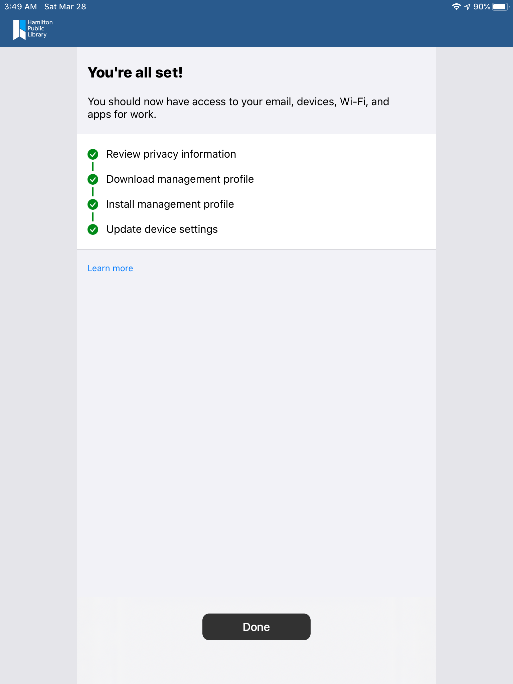 3:49 AM Sat Mar 28
90%
Hamilton
Public
Library
You're all set!
You should now have access to your email, devices, Wi-Fi, and
apps for work.
Review privacy information
Download management profile
Install management profile
Update device settings
Learn more
Done